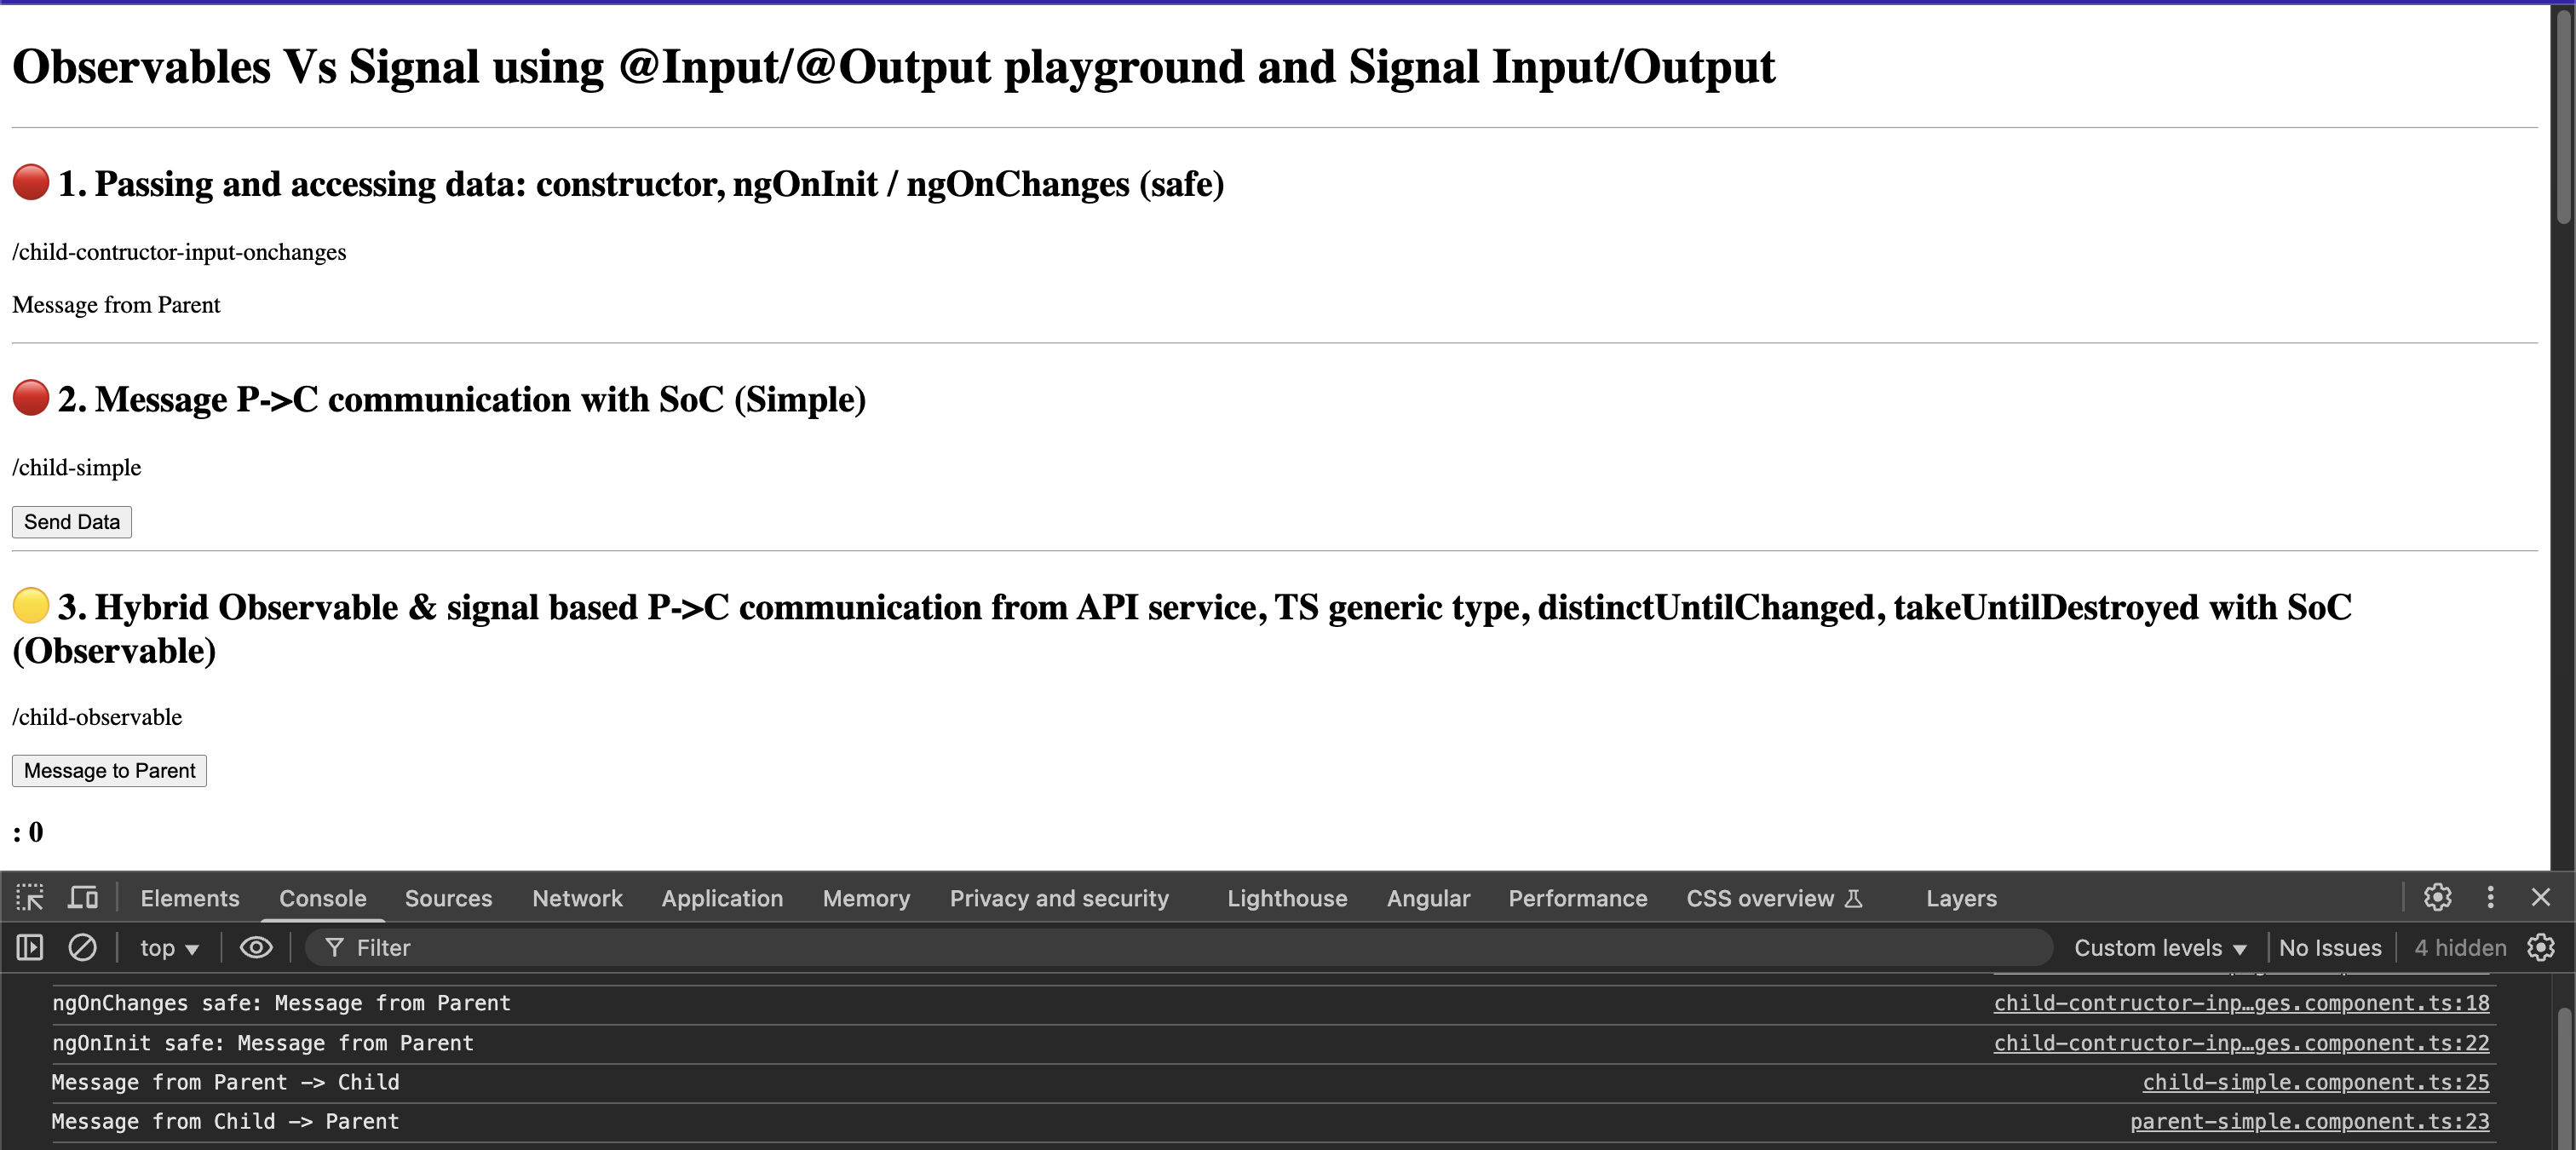 Observables Vs Signal using @Input/@Output playground and Signal Input/Output
1. Passing and accessing data: constructor, ngOnInit / ngOnChanges (safe)
/child-contructor-input-onchanges
Message from Parent
2. Message P->C communication with SoC (Simple)
/child-simple
Send Data
3. Hybrid Observable & signal based P->C communication from API service, TS generic type, distinctUntilChanged, takeUntilDestroyed with SoC
(Observable)
/child-observable
Message to Parent
: 0
Elements Console Sources Network Application Memory Privacy and security Lighthouse Angular Performance CSS overview Layers
top Filter Custom levels No Issues 4 hidden
ngOnChanges safe: Message from Parent child-contructor-inp…ges.component.ts:18
ngOnInit safe: Message from Parent child-contructor-inp…ges.component.ts:22
Message from Parent -> Child child-simple.component.ts:25
Message from Child -> Parent parent-simple.component.ts:23